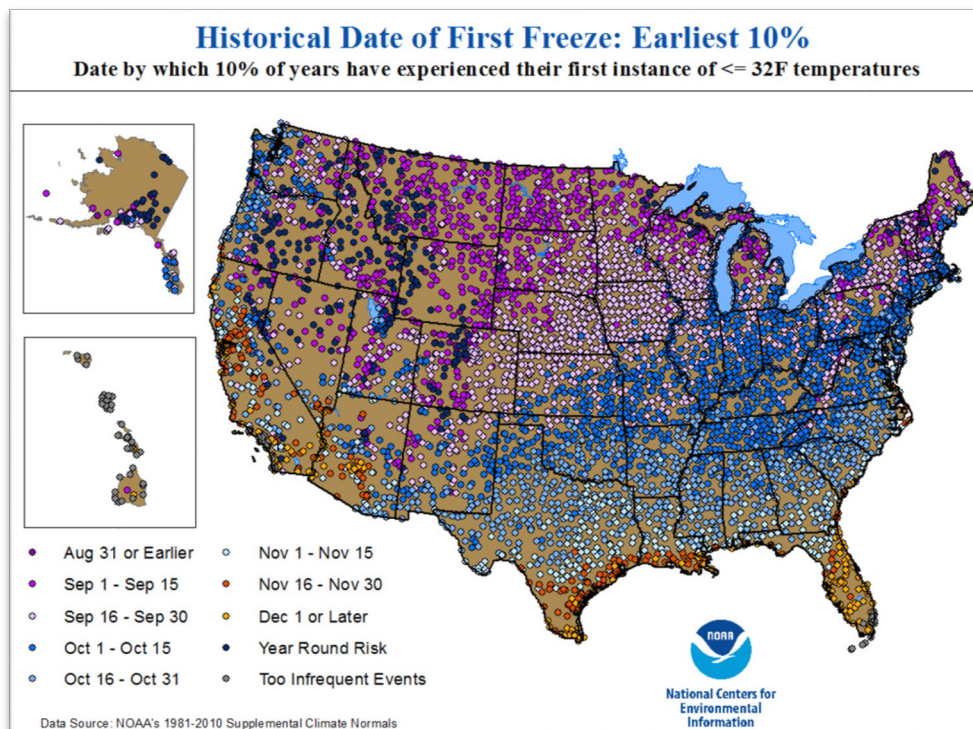 Historical Date of First Freeze: Earliest 10%
Date by which 10% of years have experienced their first instance of <= 32F temperatures
Aug 31 or Earlier
Sep 1 - Sep 15
Sep 16 - Sep 30
Oct 1 - Oct 15
Oct 16 - Oct 31
Nov 1 - Nov 15
Nov 16 - Nov 30
Dec 1 or Later
Year Round Risk
Too Infrequent Events
NOAA
National Centers for
Environmental
Information
Data Source: NOAA's 1981-2010 Supplemental Climate Normals